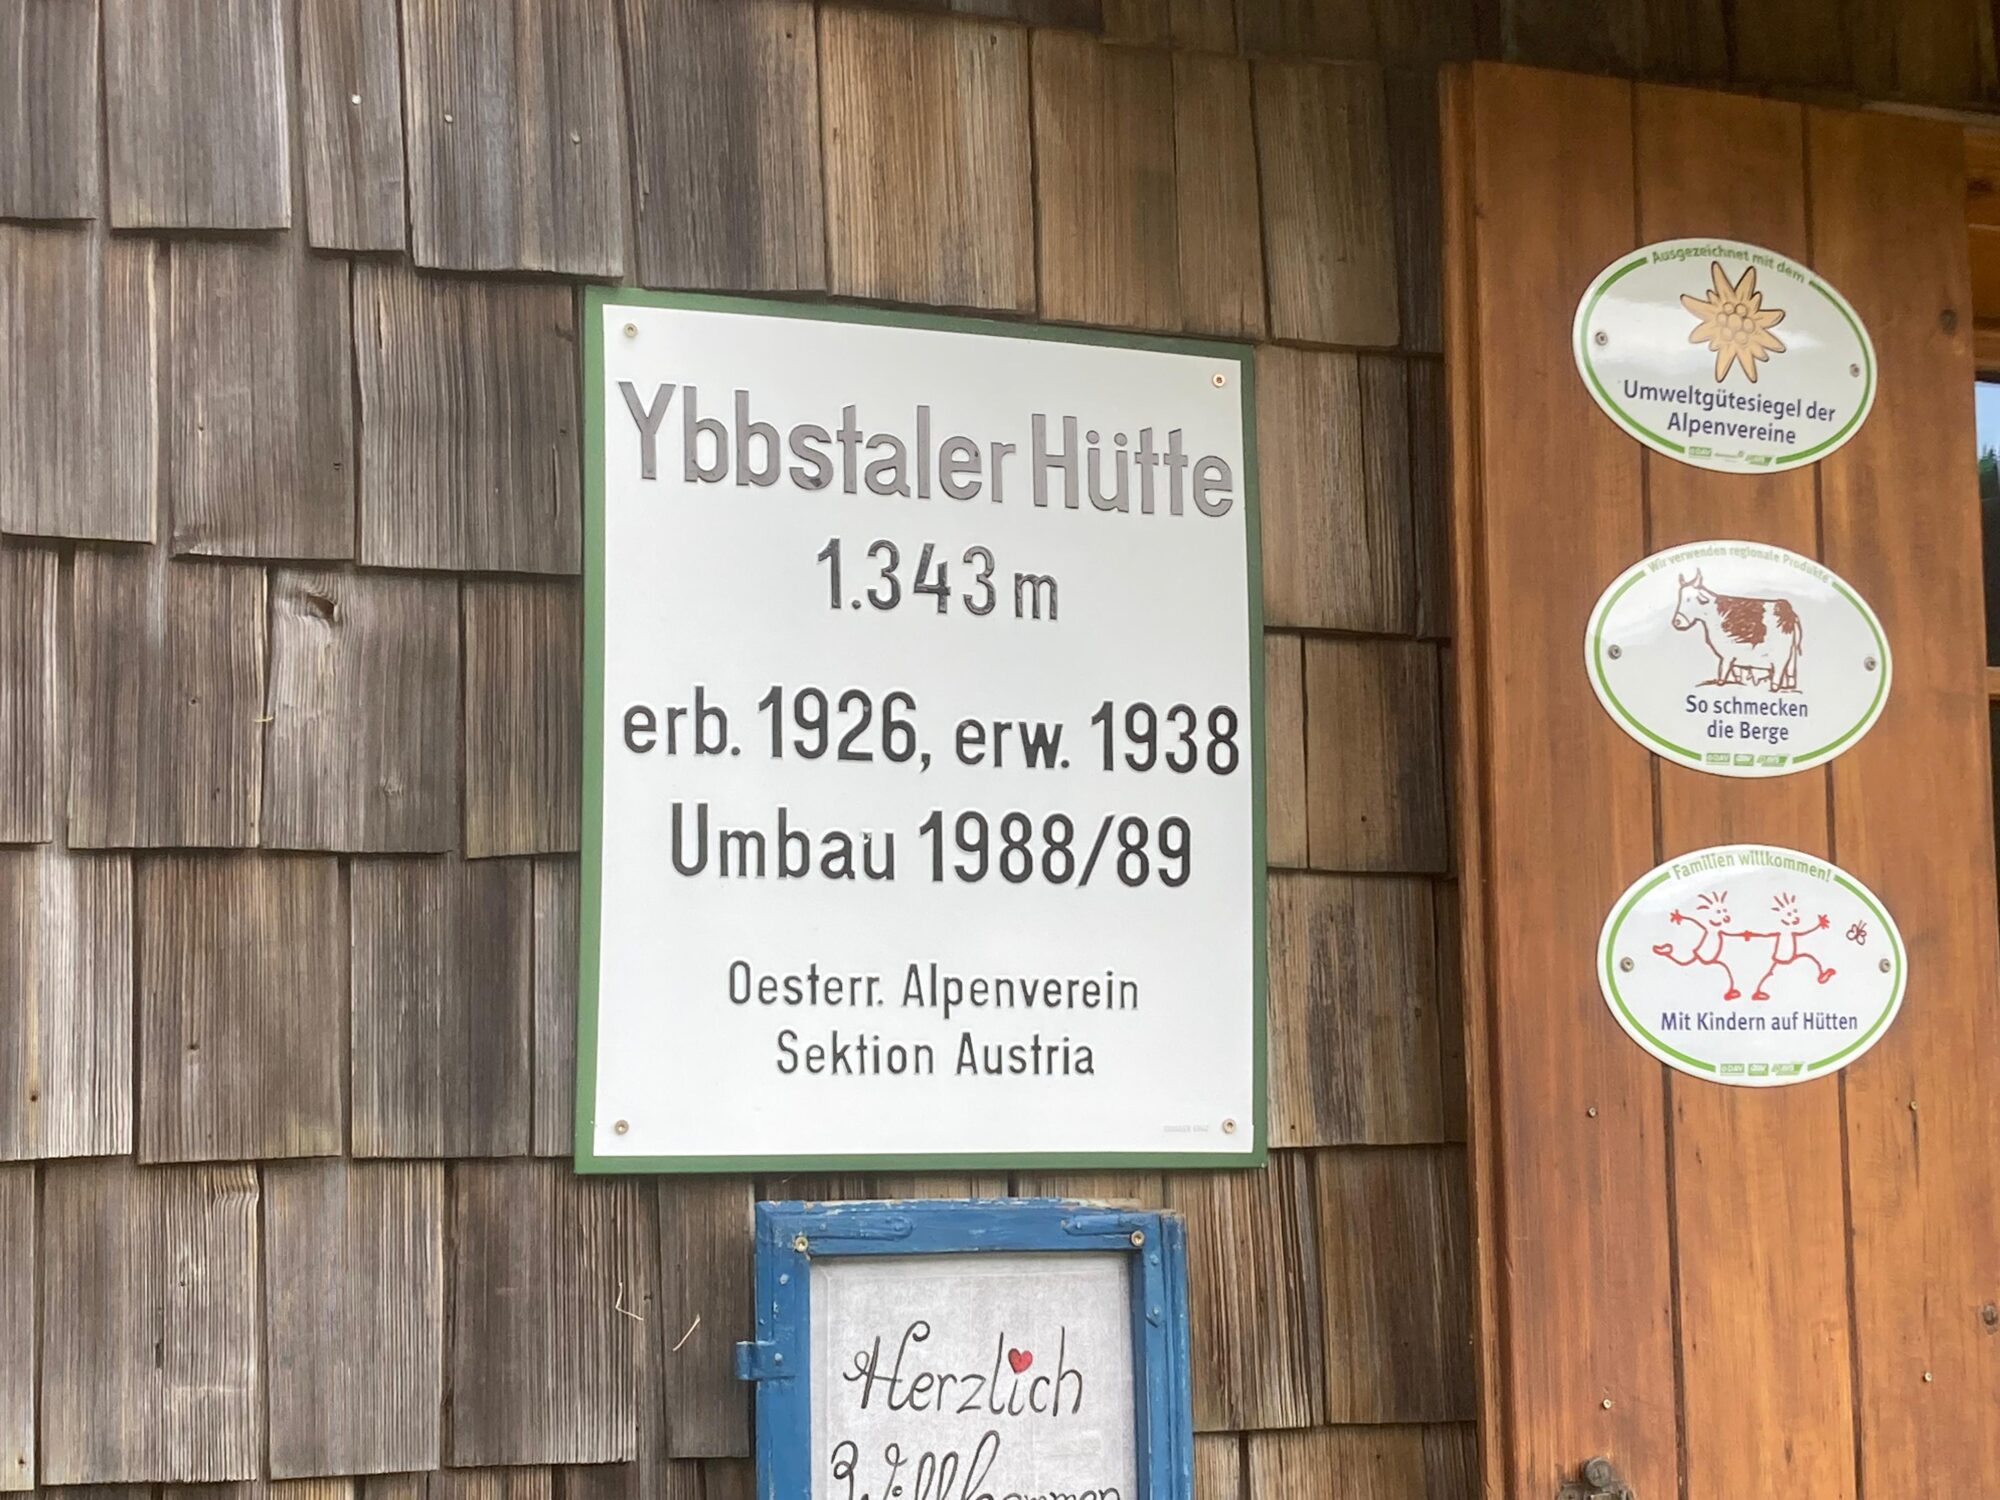 Ybbstaler Hütte
1.343 m
erb. 1926, erw. 1938
Umbau 1988/89
Oesterr. Alpenverein
Sektion Austria
Herzlich
Willkommen
Ausgezeichnet mit dem
Umweltgütesiegel der
Alpenvereine
Wir verwenden regionale Produkte
So schmecken
die Berge
Familien willkommen!
Mit Kindern auf Hütten